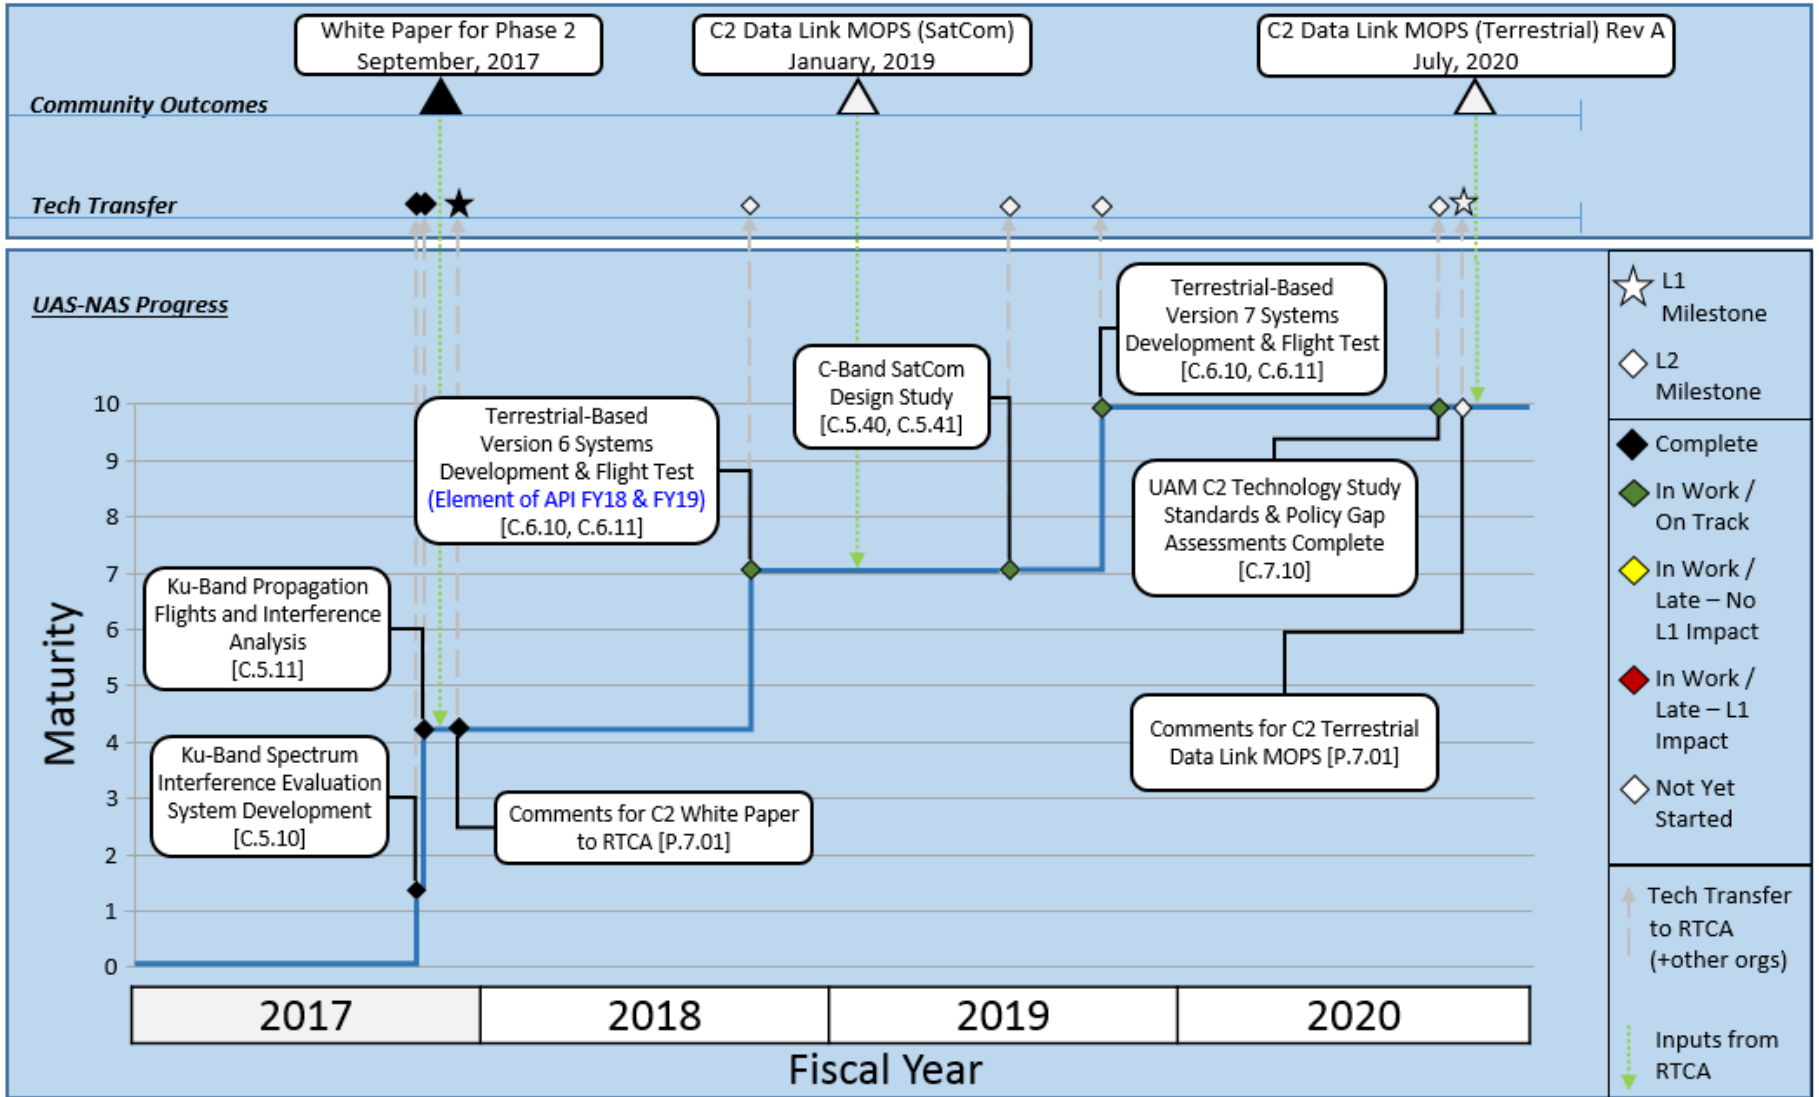 White Paper for Phase 2
September, 2017
C2 Data Link MOPS (SatCom)
January, 2019
C2 Data Link MOPS (Terrestrial) Rev A
July, 2020
Community Outcomes
Tech Transfer
UAS-NAS Progress
Terrestrial-Based
Version 7 Systems
Development & Flight Test
[C.6.10, C.6.11]
C-Band SatCom
Design Study
[C.5.40, C.5.41]
Terrestrial-Based
Version 6 Systems
Development & Flight Test
(Element of API FY18 & FY19)
[C.6.10, C.6.11]
UAM C2 Technology Study
Standards & Policy Gap
Assessments Complete
[C.7.10]
Ku-Band Propagation
Flights and Interference
Analysis
[C.5.11]
Ku-Band Spectrum
Interference Evaluation
System Development
[C.5.10]
Comments for C2 White Paper
to RTCA [P.7.01]
Comments for C2 Terrestrial
Data Link MOPS [P.7.01]
Maturity
10
9
8
7
6
5
4
3
2
1
0
2017
2018
2019
2020
Fiscal Year
L1
Milestone
L2
Milestone
Complete
In Work /
On Track
In Work /
Late – No
L1 Impact
In Work /
Late – L1
Impact
Not Yet
Started
Tech Transfer
to RTCA
(+other orgs)
Inputs from
RTCA